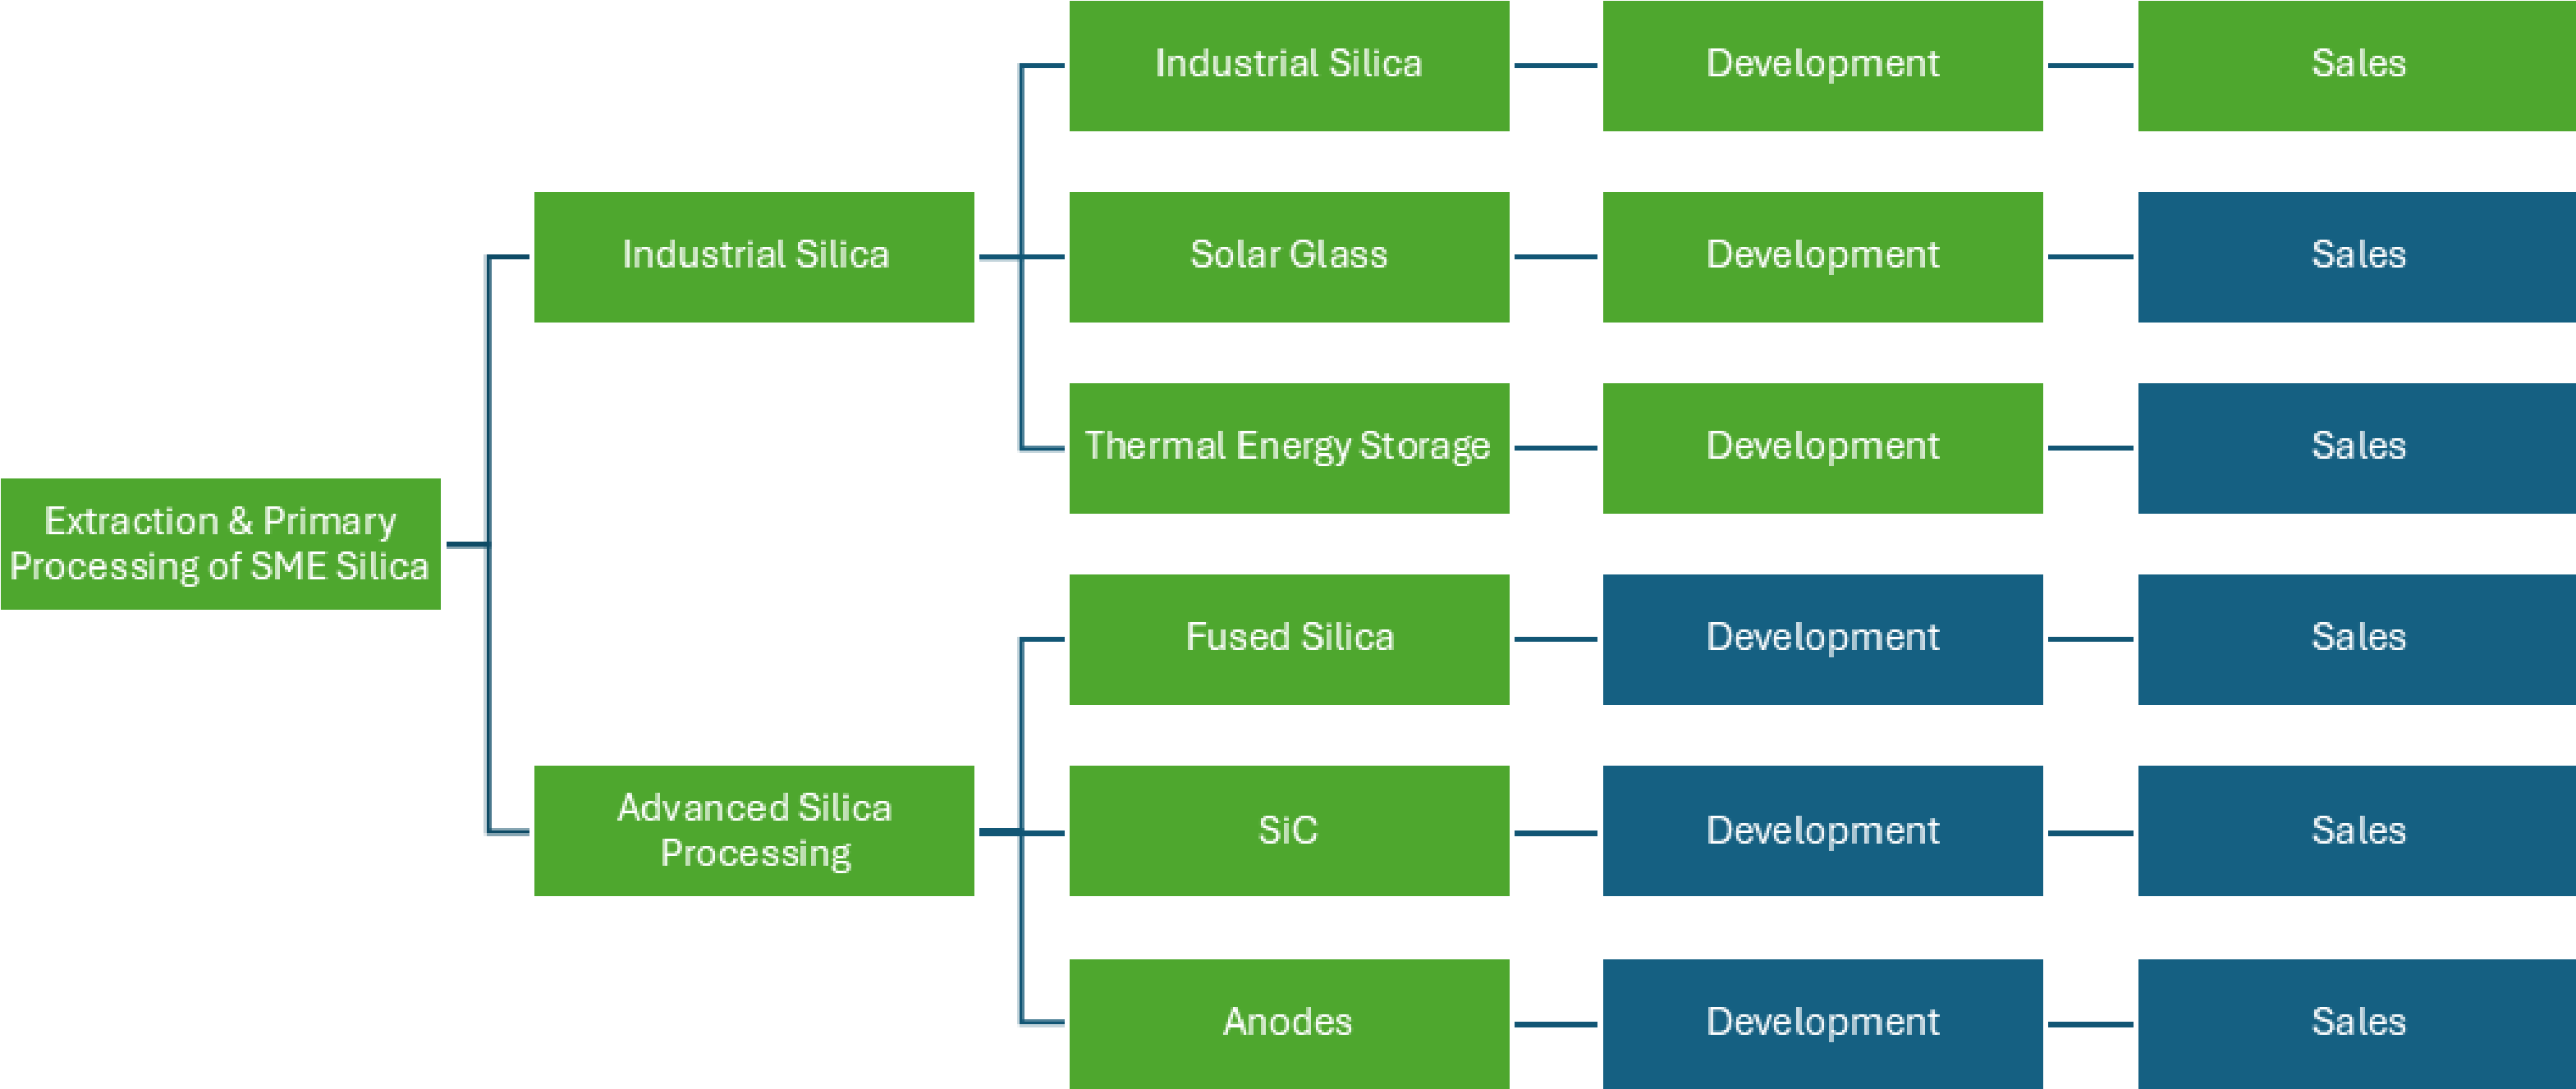 Industrial Silica
Development
Sales
Industrial Silica
Solar Glass
Development
Sales
Thermal Energy Storage
Development
Sales
Extraction & Primary
Processing of SME Silica
Fused Silica
Development
Sales
Advanced Silica
Processing
SiC
Development
Sales
Anodes
Development
Sales